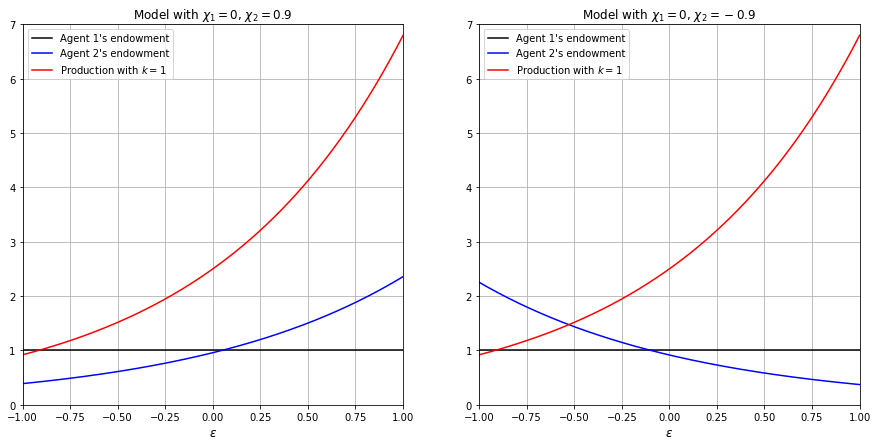 Model with χ₁ = 0, χ₂ = 0.9
Agent 1's endowment
Agent 2's endowment
Production with k = 1
7
6
5
4
3
2
1
0
−1.00 −0.75 −0.50 −0.25 0.00 0.25 0.50 0.75 1.00
ε
Model with χ₁ = 0, χ₂ = −0.9
Agent 1's endowment
Agent 2's endowment
Production with k = 1
7
6
5
4
3
2
1
0
−1.00 −0.75 −0.50 −0.25 0.00 0.25 0.50 0.75 1.00
ε